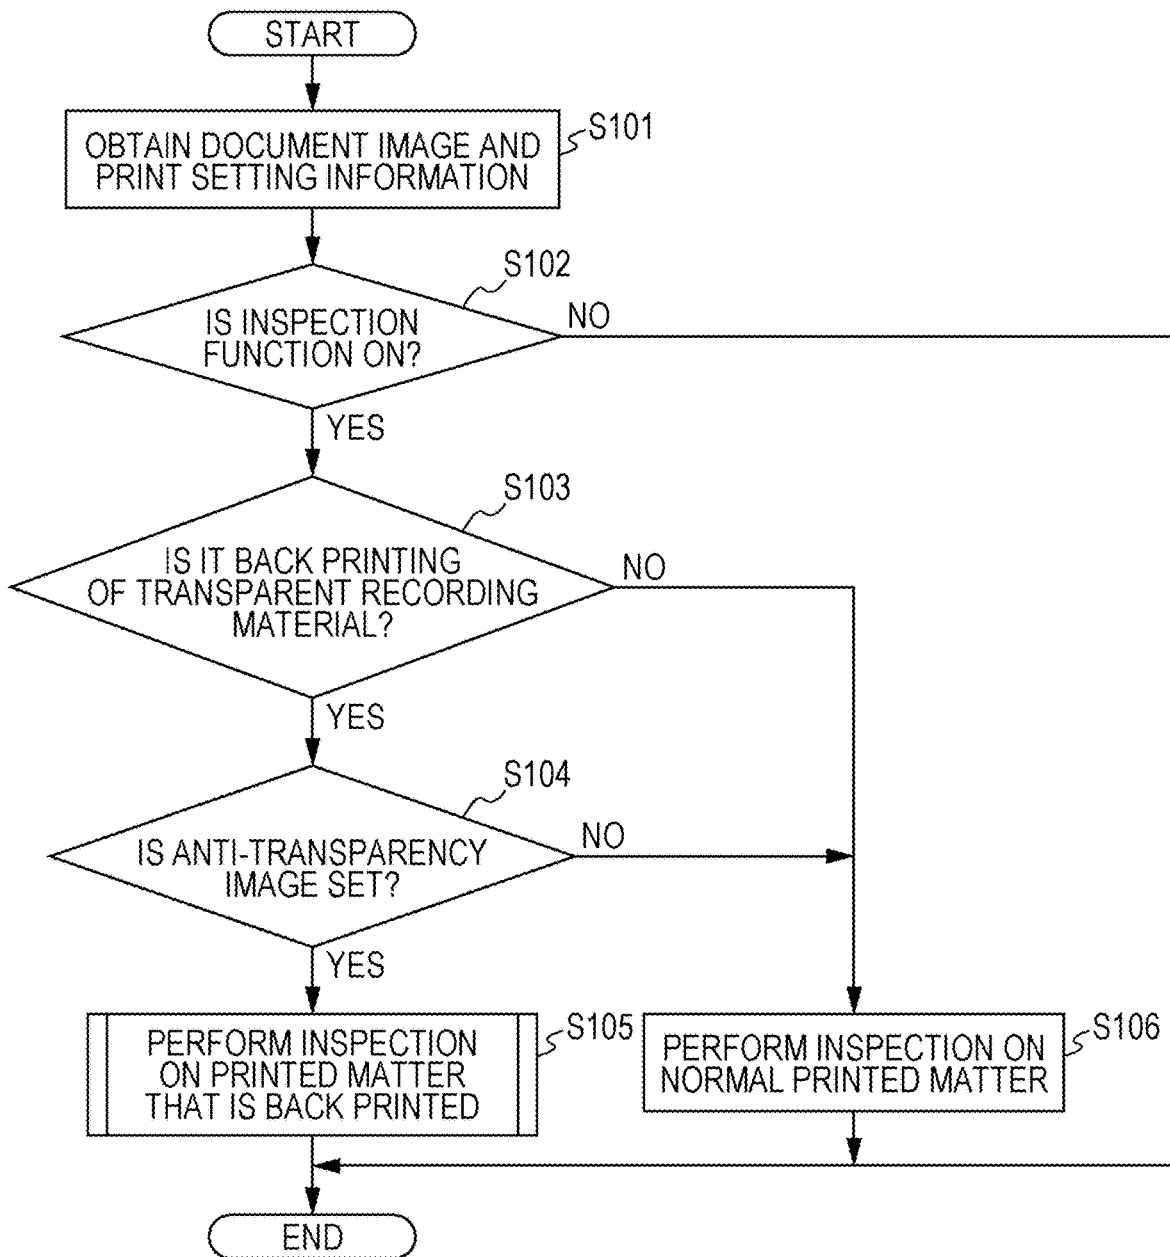 START
OBTAIN DOCUMENT IMAGE AND
PRINT SETTING INFORMATION
S101
S102
IS INSPECTION
FUNCTION ON?
NO
YES
S103
IS IT BACK PRINTING
OF TRANSPARENT RECORDING
MATERIAL?
NO
YES
S104
IS ANTI-TRANSPARENCY
IMAGE SET?
NO
YES
PERFORM INSPECTION
ON PRINTED MATTER
THAT IS BACK PRINTED
S105
PERFORM INSPECTION ON
NORMAL PRINTED MATTER
S106
END